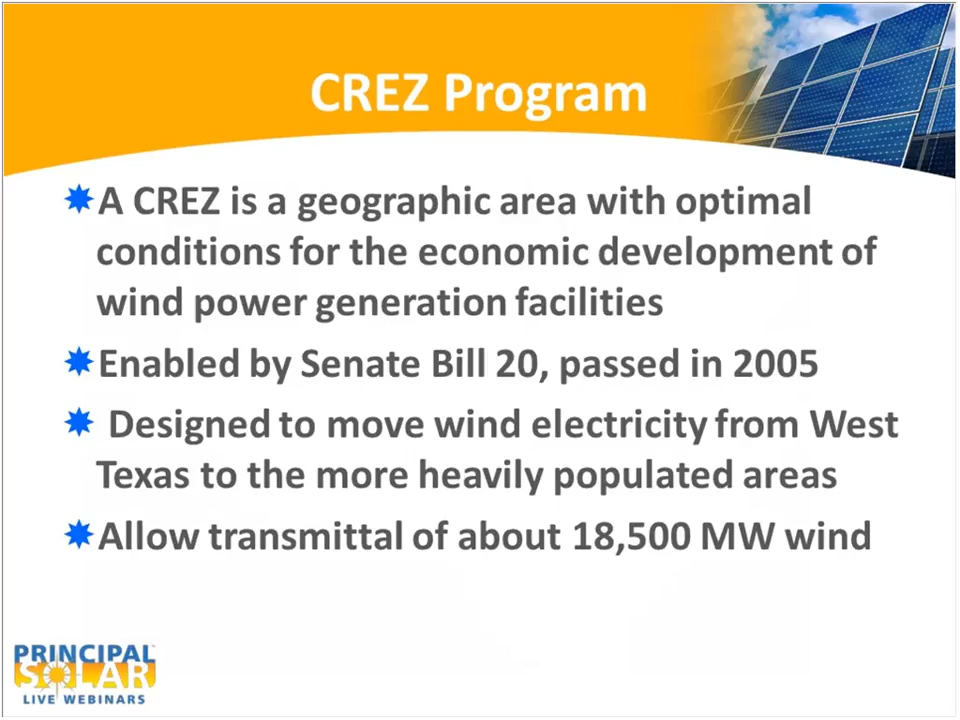 CREZ Program
A CREZ is a geographic area with optimal
conditions for the economic development of
wind power generation facilities
Enabled by Senate Bill 20, passed in 2005
Designed to move wind electricity from West
Texas to the more heavily populated areas
Allow transmittal of about 18,500 MW wind
PRINCIPAL
SOLAR
LIVE WEBINARS